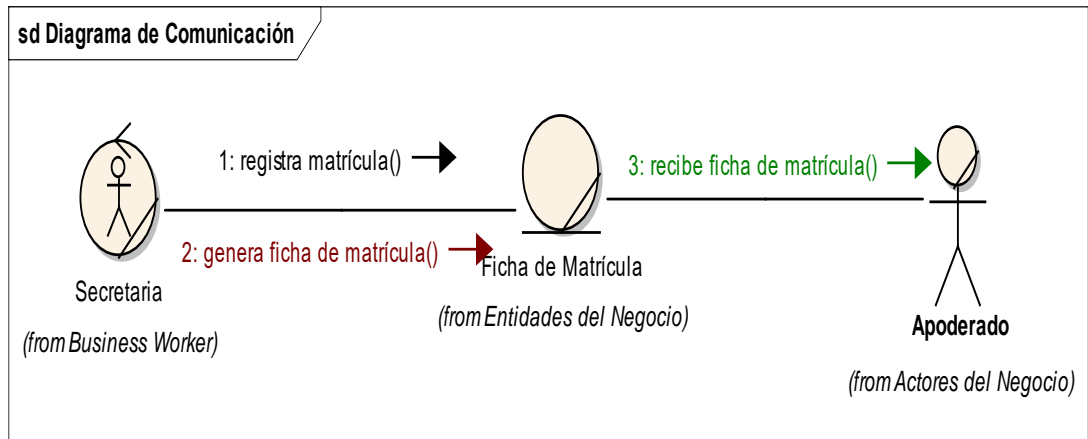 sd Diagrama de Comunicación
1: registra matrícula()
3: recibe ficha de matrícula()
2: genera ficha de matrícula()
Secretaria
(from Business Worker)
Ficha de Matrícula
(from Entidades del Negocio)
Apoderado
(from Actores del Negocio)